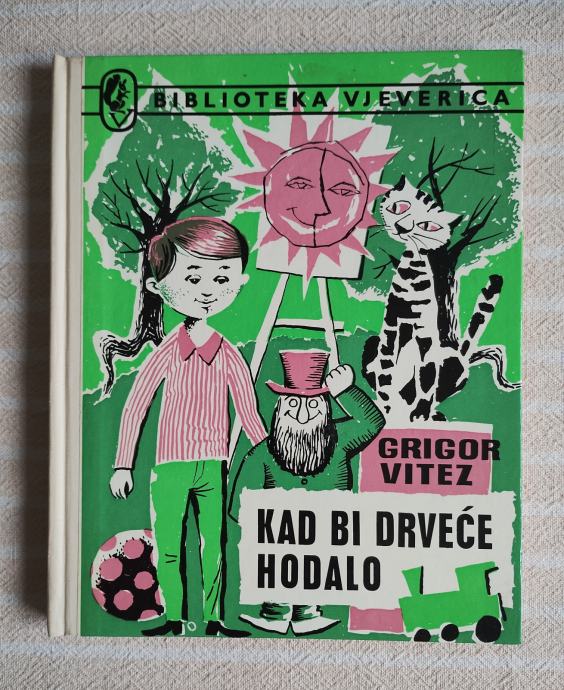 BIBLIOTEKA VJEVERICA
GRIGOR
VITEZ
KAD BI DRVEĆE
HODALO